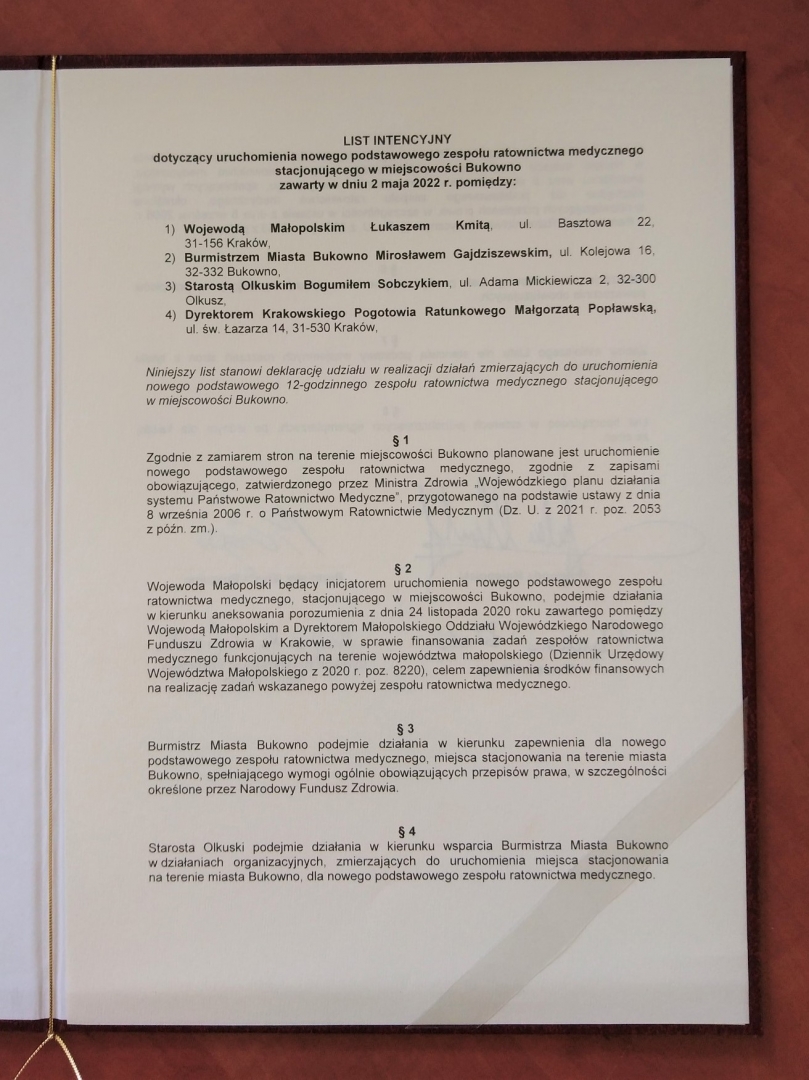 LIST INTENCYJNY
dotyczący uruchomienia nowego podstawowego zespołu ratownictwa medycznego
stacjonującego w miejscowości Bukowno
zawarty w dniu 2 maja 2022 r. pomiędzy:
1) Wojewodą Małopolskim Łukaszem Kmitą, ul. Basztowa 22,
31-156 Kraków,
2) Burmistrzem Miasta Bukowno Mirosławem Gajdziszewskim, ul. Kolejowa 16,
32-332 Bukowno,
3) Starostą Olkuskim Bogumiłem Sobczykiem, ul. Adama Mickiewicza 2, 32-300
Olkusz,
4) Dyrektorem Krakowskiego Pogotowia Ratunkowego Małgorzatą Popławską,
ul. św. Łazarza 14, 31-530 Kraków,
Niniejszy list stanowi deklarację udziału w realizacji działań zmierzających do uruchomienia
nowego podstawowego 12-godzinnego zespołu ratownictwa medycznego stacjonującego
w miejscowości Bukowno.
§ 1
Zgodnie z zamiarem stron na terenie miejscowości Bukowno planowane jest uruchomienie
nowego podstawowego zespołu ratownictwa medycznego, zgodnie z zapisami
obowiązującego, zatwierdzonego przez Ministra Zdrowia „Wojewódzkiego planu działania
systemu Państwowe Ratownictwo Medyczne", przygotowanego na podstawie ustawy z dnia
8 września 2006 r. o Państwowym Ratownictwie Medycznym (Dz. U. z 2021 r. poz. 2053
z późn. zm.).
§ 2
Wojewoda Małopolski będący inicjatorem uruchomienia nowego podstawowego zespołu
ratownictwa medycznego, stacjonującego w miejscowości Bukowno, podejmie działania
w kierunku aneksowania porozumienia z dnia 24 listopada 2020 roku zawartego pomiędzy
Wojewodą Małopolskim a Dyrektorem Małopolskiego Oddziału Wojewódzkiego Narodowego
Funduszu Zdrowia w Krakowie, w sprawie finansowania zadań zespołów ratownictwa
medycznego funkcjonujących na terenie województwa małopolskiego (Dziennik Urzędowy
Województwa Małopolskiego z 2020 r. poz. 8220), celem zapewnienia środków finansowych
na realizację zadań wskazanego powyżej zespołu ratownictwa medycznego.
§ 3
Burmistrz Miasta Bukowno podejmie działania w kierunku zapewnienia dla nowego
podstawowego zespołu ratownictwa medycznego, miejsca stacjonowania na terenie miasta
Bukowno, spełniającego wymogi ogólnie obowiązujących przepisów prawa, w szczególności
określone przez Narodowy Fundusz Zdrowia.
§ 4
Starosta Olkuski podejmie działania w kierunku wsparcia Burmistrza Miasta Bukowno
w działaniach organizacyjnych, zmierzających do uruchomienia miejsca stacjonowania
na terenie miasta Bukowno, dla nowego podstawowego zespołu ratownictwa medycznego.